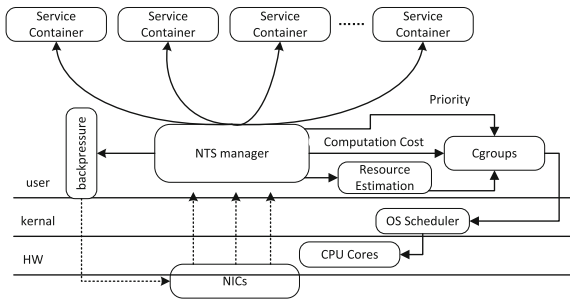 Service
Container
Service
Container
Service
Container
......
Service
Container
Priority
backpressure
NTS manager
Computation Cost
Cgroups
Resource
Estimation
user
kernal
OS Scheduler
CPU Cores
HW
NICs